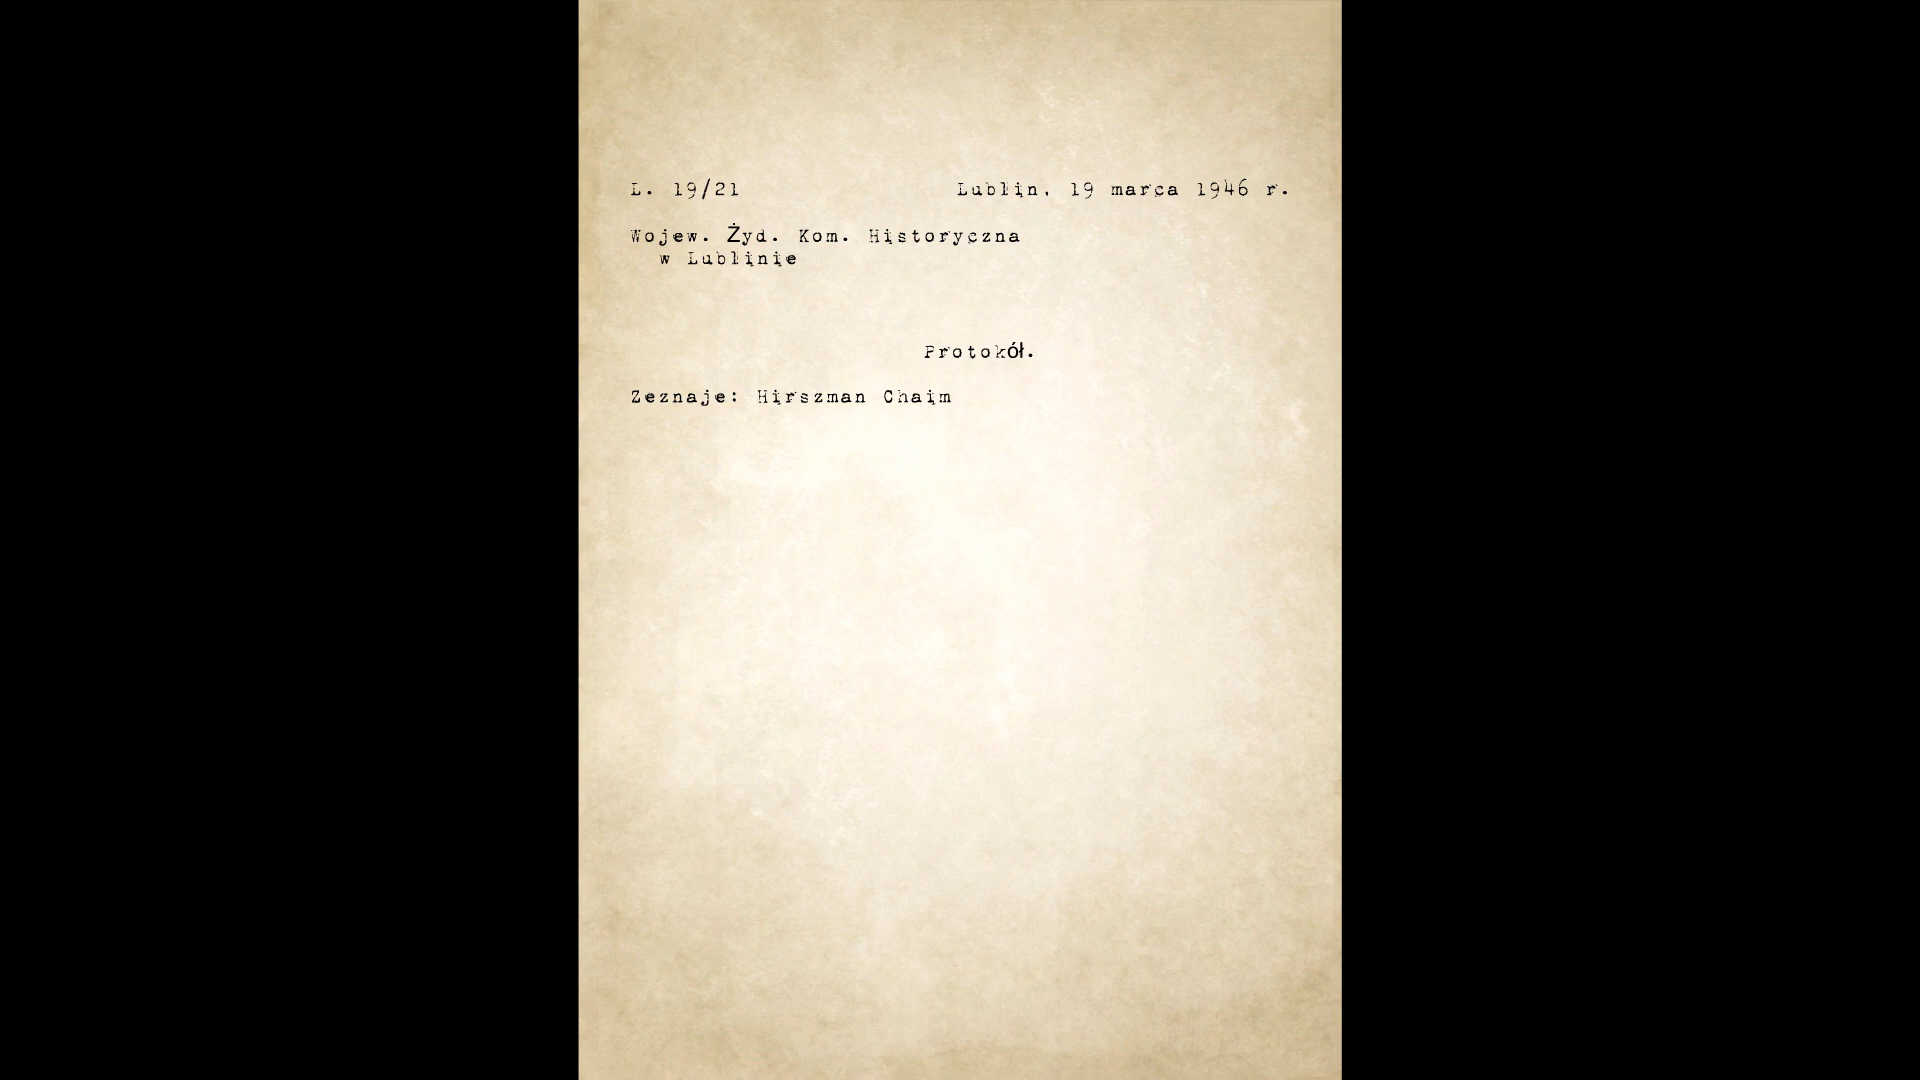 L. 19/21 Lublin, 19 marca 1946 r.
Wojew. Żyd. Kom. Historyczna
w Lublinie
Protokół.
Zeznaje: Hirszman Chaim